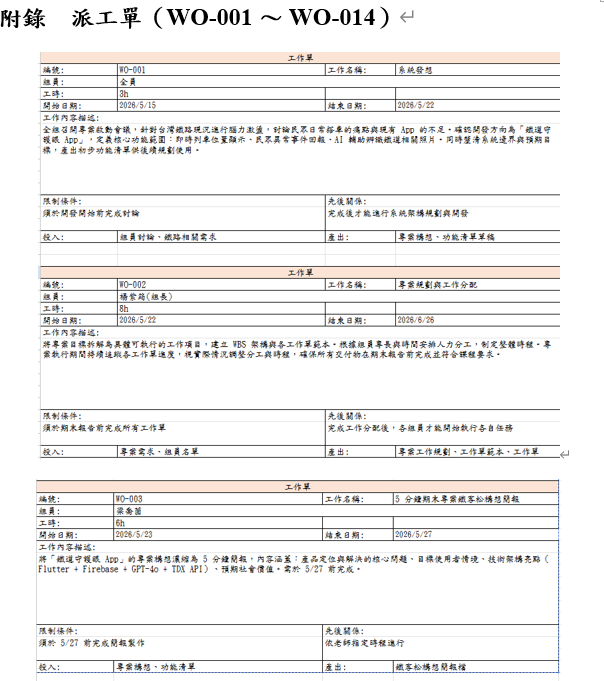 附錄 派工單（WO-001 ～ WO-014）
工作單
編號： WO-001 工作名稱： 系統發想
組員： 全員
工時： 3h
開始日期： 2026/5/15 結束日期： 2026/5/22
工作內容描述：
全組召開專案啟動會議，針對台灣鐵路現況進行腦力激盪，討論民眾日常搭車的痛點與現有 App 的不足。確認開發方向為「鐵道守
護眼 App」，定義核心功能範圍：即時列車位置顯示、民眾異常事件回報、AI 輔助辨識鐵道相關照片。同時釐清系統邊界與預期目
標，產出初步功能清單供後續規劃使用。
限制條件： 先後關係：
須於開發開始前完成討論 完成後才能進行系統架構規劃與開發
投入： 組員討論、鐵路相關需求 產出： 專案構想、功能清單草稿
工作單
編號： WO-002 工作名稱： 專案規劃與工作分配
組員： 楊紫筠(組長)
工時： 8h
開始日期： 2026/5/22 結束日期： 2026/6/26
工作內容描述：
將專案目標拆解為具體可執行的工作項目，建立 WBS 架構與各工作單範本。根據組員專長與時間安排人力分工，制定整體時程。專
案執行期間持續追蹤各工作單進度，視實際情況調整分工與時程，確保所有交付物在期末報告前完成並符合課程要求。
限制條件： 先後關係：
須於期末報告前完成所有工作單 完成工作分配後，各組員才能開始執行各自任務
投入： 專案需求、組員名單 產出： 專案工作規劃、工作單範本、工作單
工作單
編號： WO-003 工作名稱： 5 分鐘期末專案鐵客松構想簡報
組員： 梁喬茵
工時： 6h
開始日期： 2026/5/23 結束日期： 2026/5/27
工作內容描述：
將「鐵道守護眼 App」的專案構想濃縮為 5 分鐘簡報，內容涵蓋：產品定位與解決的核心問題、目標使用者情境、技術架構亮點（
Flutter + Firebase + GPT-4o + TDX API）、預期社會價值。需於 5/27 前完成。
限制條件： 先後關係：
須於 5/27 前完成簡報製作 依老師指定時程進行
投入： 專案構想、功能清單 產出： 鐵客松構想簡報檔